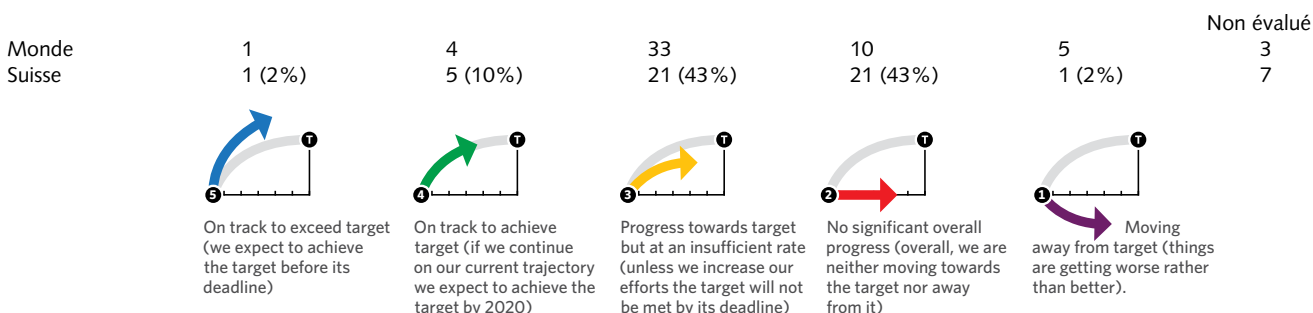 Non évalué
Monde 1 4 33 10 5 3
Suisse 1 (2%) 5 (10%) 21 (43%) 21 (43%) 1 (2%) 7
T T T T T
5 4 3 2 1
On track to exceed target
(we expect to achieve
the target before its
deadline)
On track to achieve
target (if we continue
on our current trajectory
we expect to achieve the
target by 2020)
Progress towards target
but at an insufficient rate
(unless we increase our
efforts the target will not
be met by its deadline)
No significant overall
progress (overall, we are
neither moving towards
the target nor away
from it)
Moving
away from target (things
are getting worse rather
than better).